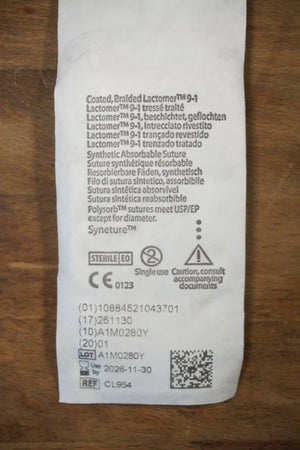 Coated, Braided Lactomer™ 9-1
Lactomer™ 9-1 tressé traité
Lactomer™ 9-1, beschichtet, geflochten
Lactomer™ 9-1, intrecciato rivestito
Lactomer™ 9-1 trançado revestido
Lactomer™ 9-1 trenzado tratado
Synthetic Absorbable Suture
Suture synthétique résorbable
Resorbierbare Fäden, synthetisch
Filo di sutura sintetico, assorbibile
Sutura sintética absorvível
Sutura sintética reabsorbible
Polysorb™ sutures meet USP/EP
except for diameter.
Syneture™
STERILE EO
2
CE 0123
Single use
Caution, consult
accompanying
documents
(01)10884521043701
(17)261130
(10)A1M0280Y
(20)01
LOT A1M0280Y
Use by 2026-11-30
REF CL954